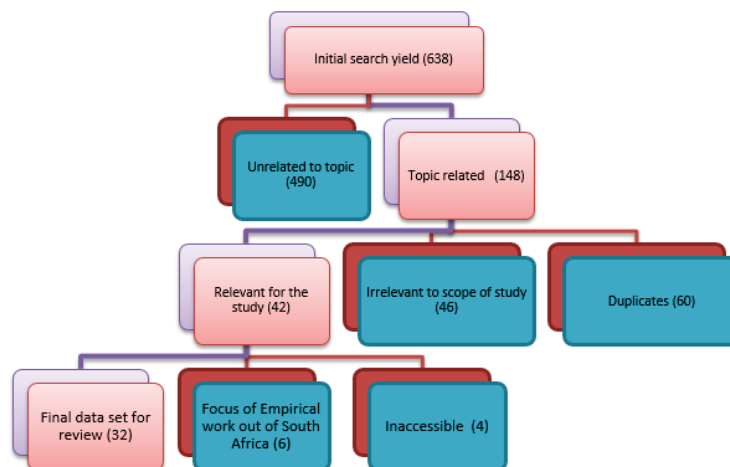 Initial search yield (638)
Unrelated to topic
(490)
Topic related (148)
Relevant for the
study (42)
Irrelevant to scope of study
(46)
Duplicates (60)
Final data set for
review (32)
Focus of Empirical
work out of South
Africa (6)
Inaccessible (4)